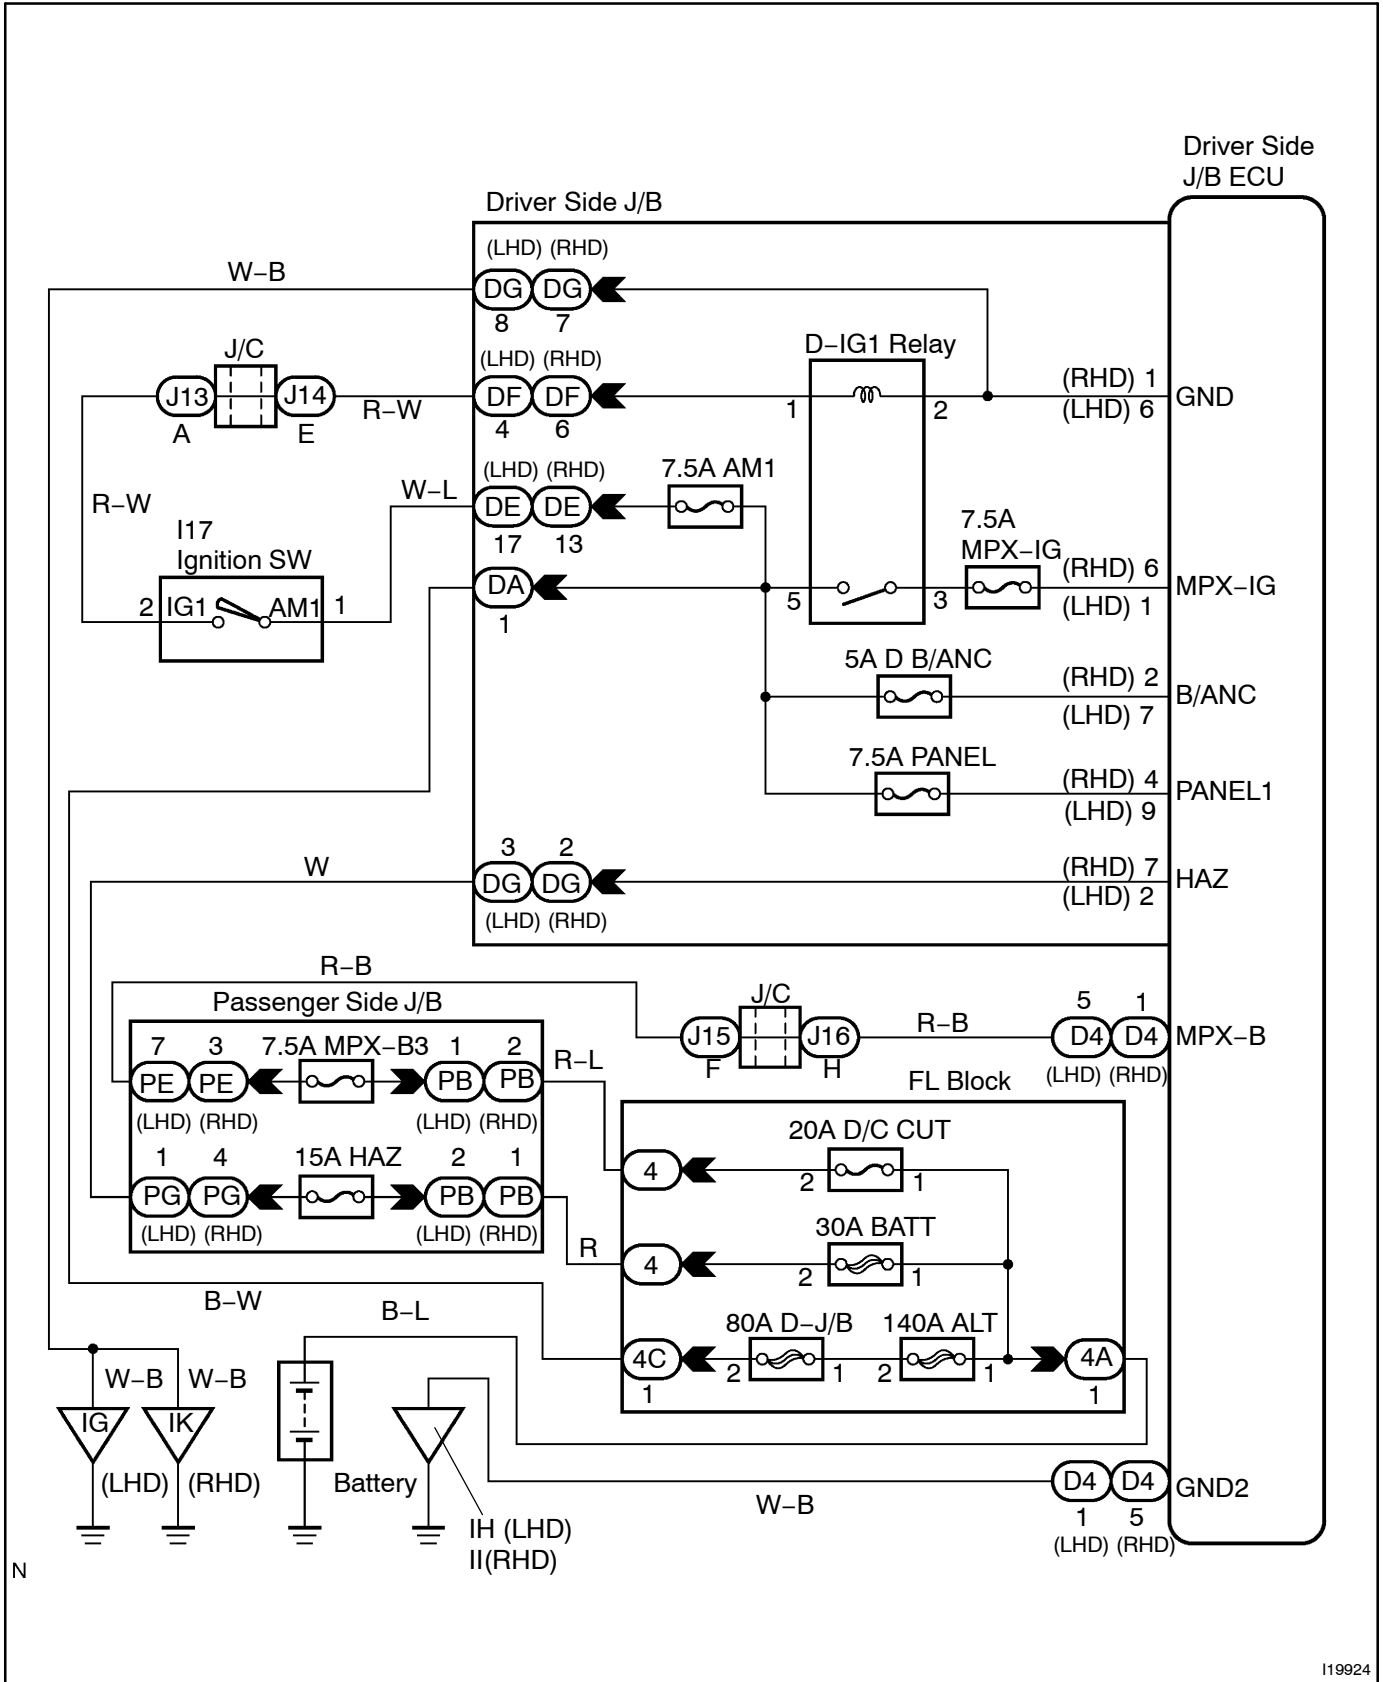 Driver Side
J/B ECU
Driver Side J/B
(LHD) (RHD)
W–B
DG DG
8 7
J/C
(LHD) (RHD)
D–IG1 Relay
J13 J14
R–W
DF DF
1 2
(RHD) 1
(LHD) 6
GND
A E
4 6
(LHD) (RHD)
7.5A AM1
R–W
W–L
DE DE
17 13
7.5A
MPX–IG
I17
Ignition SW
(RHD) 6
(LHD) 1
MPX–IG
DA
1
5 3
2 IG1 AM1 1
5A D B/ANC
(RHD) 2
(LHD) 7
B/ANC
7.5A PANEL
(RHD) 4
(LHD) 9
PANEL1
3 2
W
DG DG
(LHD) (RHD)
(RHD) 7
(LHD) 2
HAZ
R–B
Passenger Side J/B
J/C
5 1
J15 J16
R–B
D4 D4
MPX–B
F H
(LHD) (RHD)
7 3 7.5A MPX–B3 1 2
R–L
PE PE PB PB
(LHD) (RHD) (LHD) (RHD)
FL Block
20A D/C CUT
4
2 1
1 4 15A HAZ 2 1
PG PG PB PB
(LHD) (RHD) (LHD) (RHD)
R
30A BATT
4
2 1
B–W
B–L
80A D–J/B 140A ALT
4C
2 1 2 1
4A
1 1
W–B W–B
IG IK
(LHD) (RHD)
Battery
IH (LHD)
II(RHD)
W–B
D4 D4
GND2
1 5
(LHD) (RHD)
N
I19924